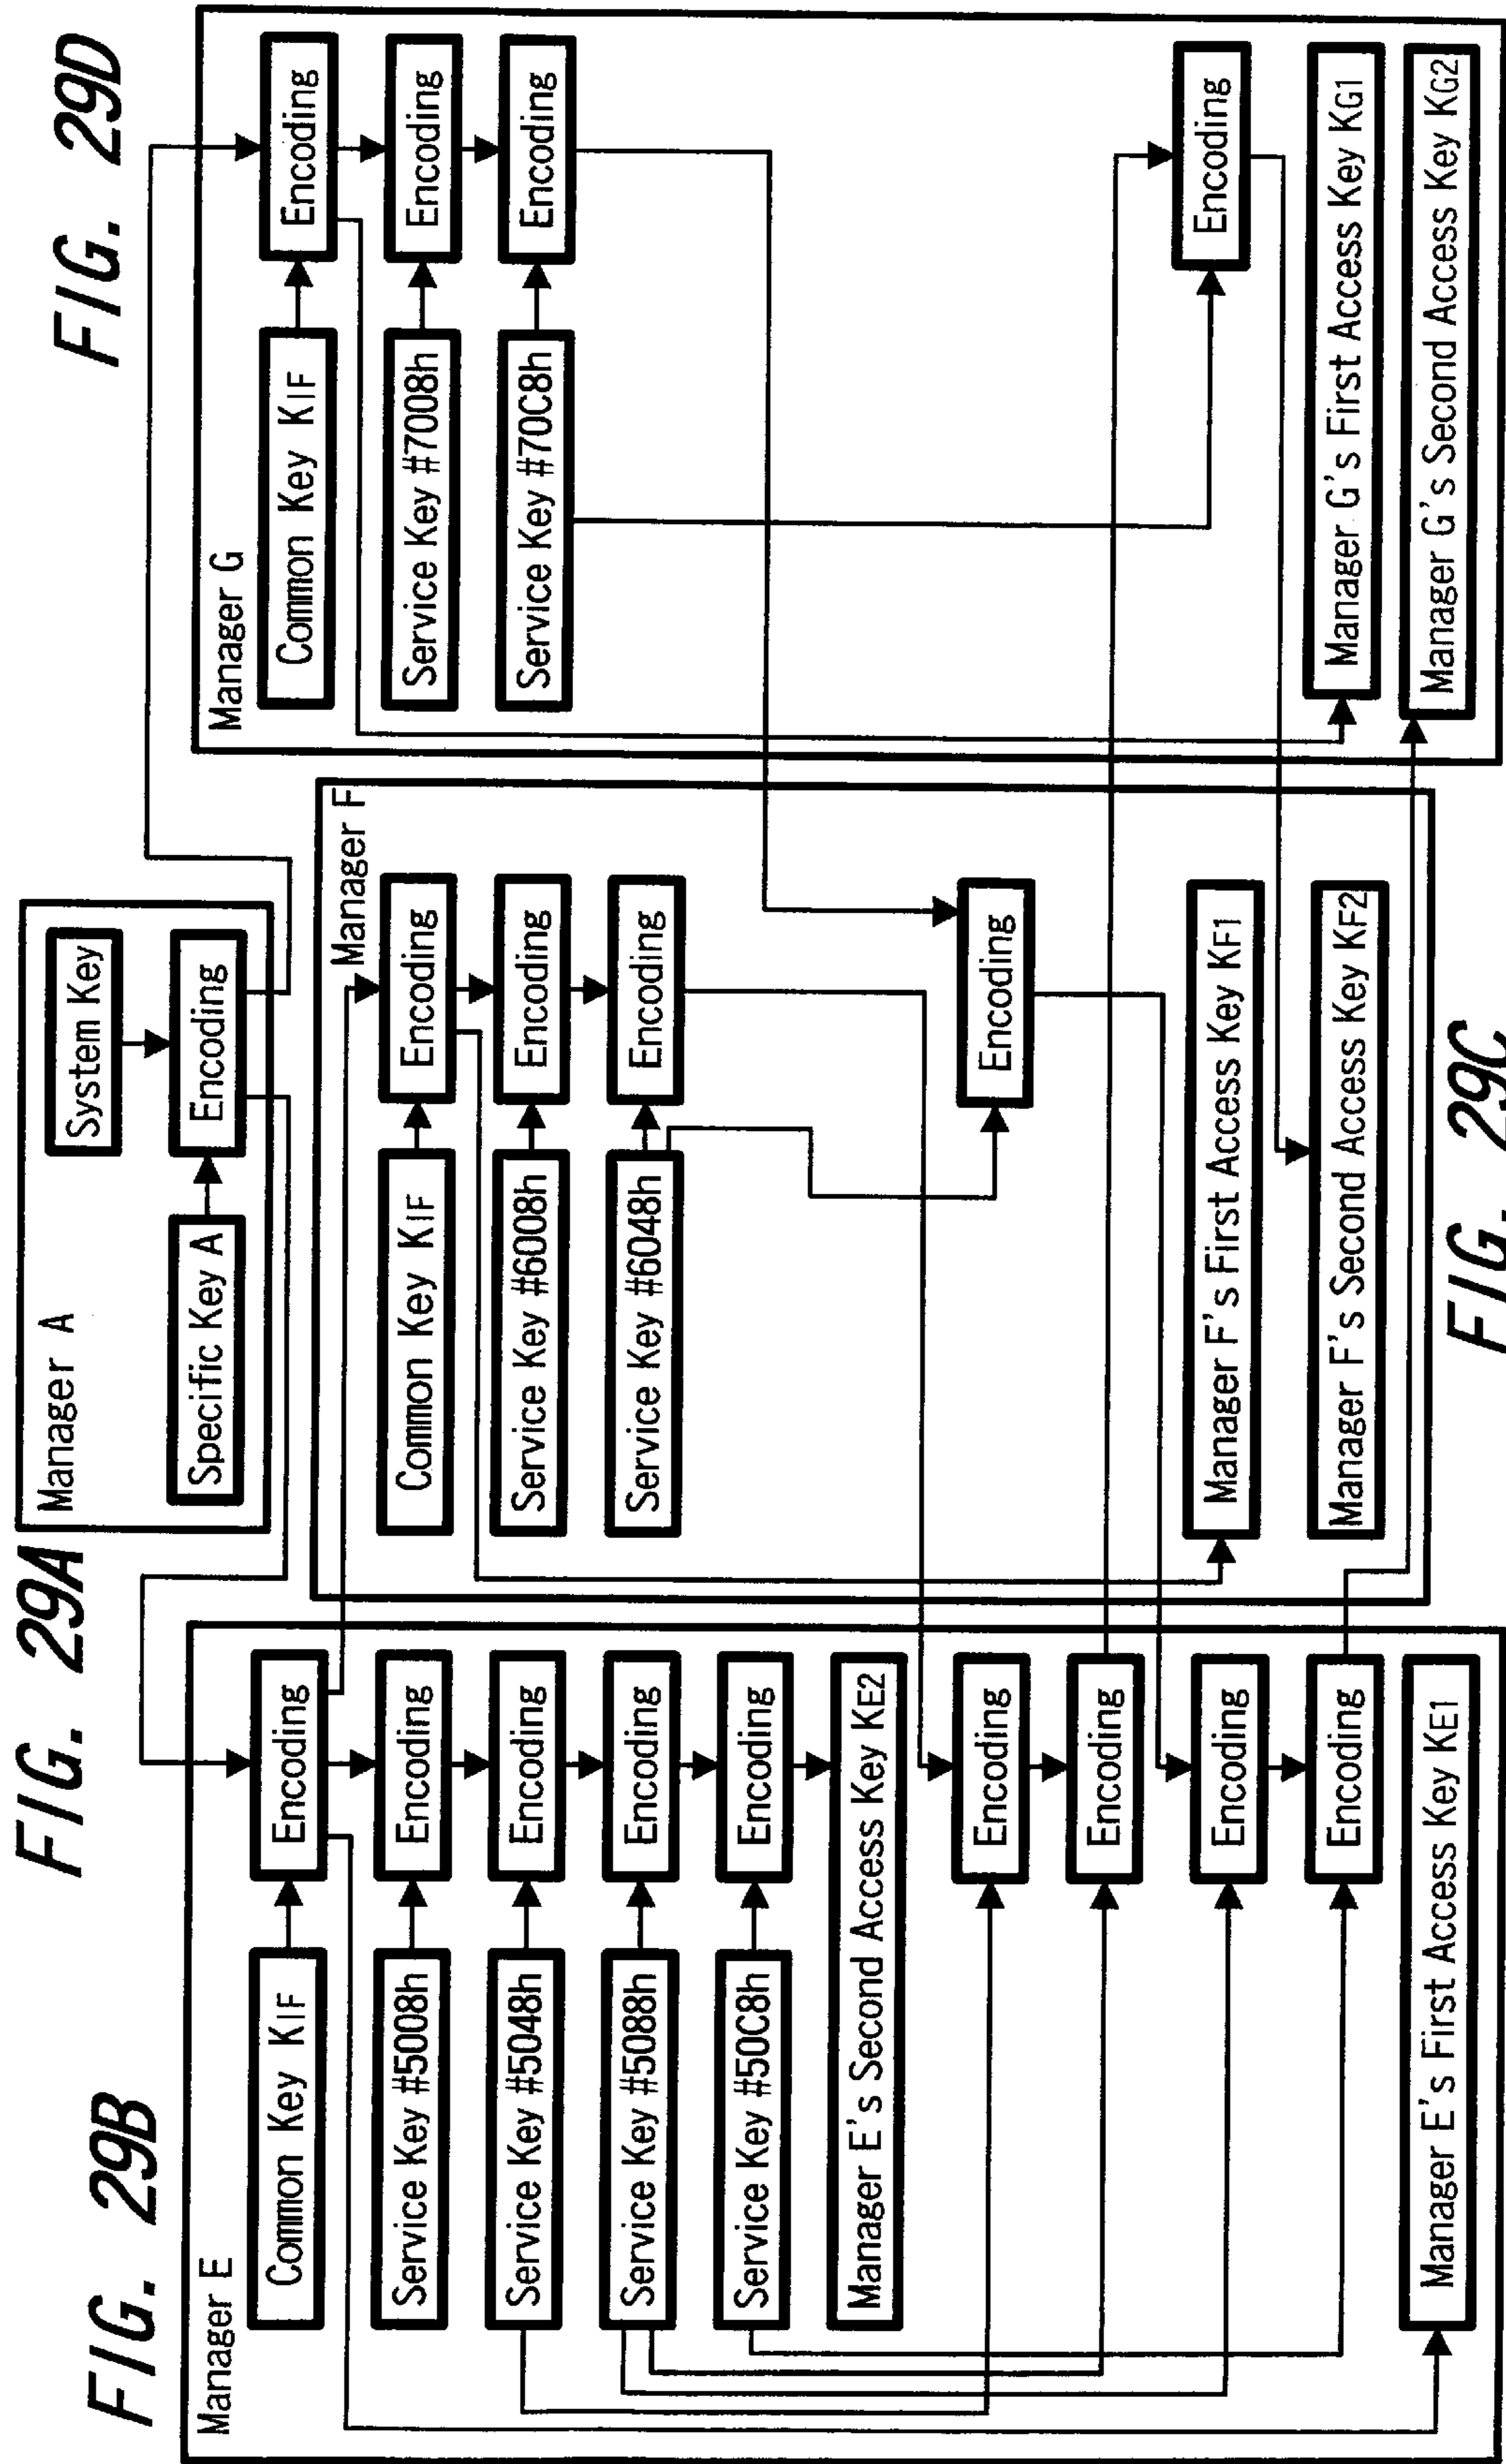 FIG. 29A
Manager A
System Key
Specific Key A
Encoding
FIG. 29B
Manager E
Common Key KIF
Encoding
Service Key #5008h
Encoding
Service Key #5048h
Encoding
Service Key #5088h
Encoding
Service Key #50C8h
Encoding
Manager E's Second Access Key KE2
Encoding
Encoding
Encoding
Encoding
Manager E's First Access Key KE1
FIG. 29C
Manager F
Common Key KIF
Encoding
Service Key #6008h
Encoding
Service Key #6048h
Encoding
Encoding
Manager F's First Access Key KF1
Manager F's Second Access Key KF2
FIG. 29D
Manager G
Common Key KIF
Encoding
Service Key #7008h
Encoding
Service Key #70C8h
Encoding
Encoding
Manager G's First Access Key KG1
Manager G's Second Access Key KG2